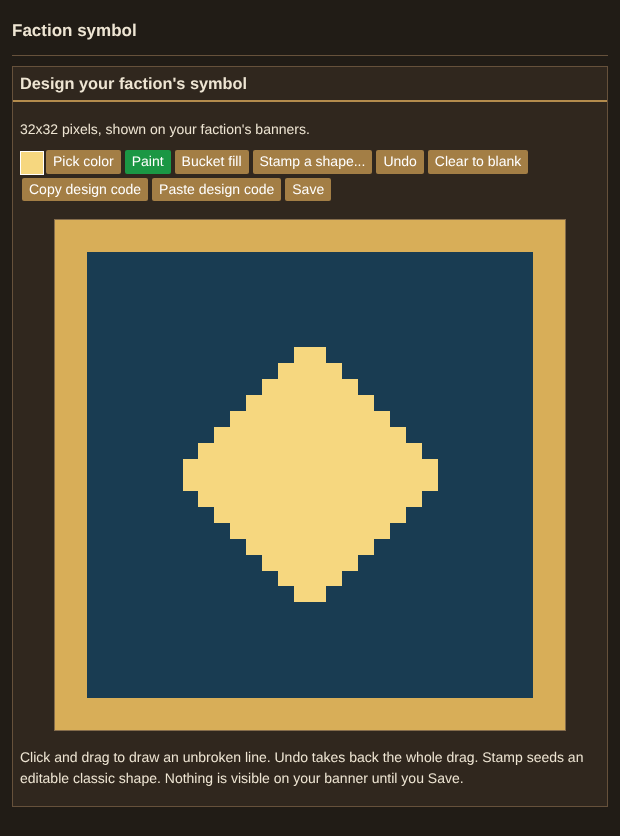 Faction symbol
Design your faction's symbol
32x32 pixels, shown on your faction's banners.
Pick color Paint Bucket fill Stamp a shape... Undo Clear to blank
Copy design code Paste design code Save
Click and drag to draw an unbroken line. Undo takes back the whole drag. Stamp seeds an
editable classic shape. Nothing is visible on your banner until you Save.